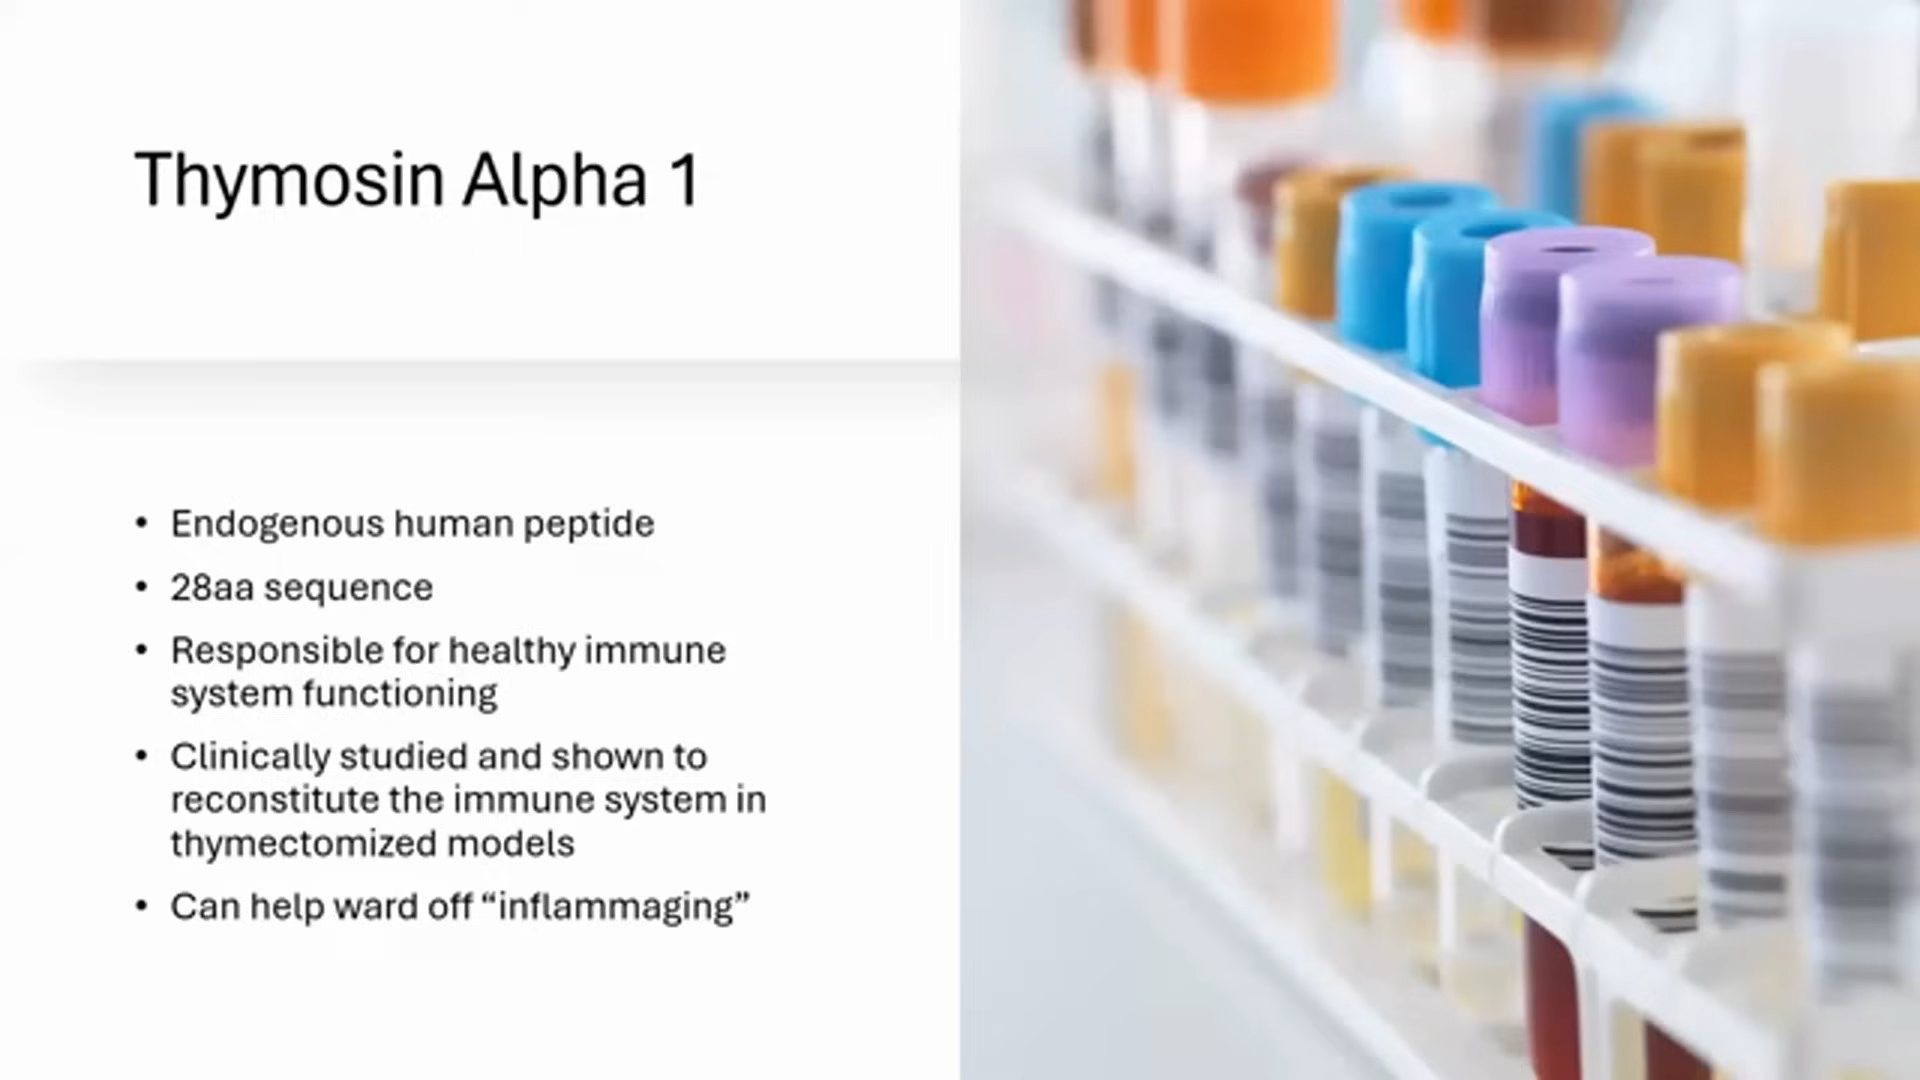 Thymosin Alpha 1
• Endogenous human peptide
• 28aa sequence
• Responsible for healthy immune
system functioning
• Clinically studied and shown to
reconstitute the immune system in
thymectomized models
• Can help ward off “inflammaging”